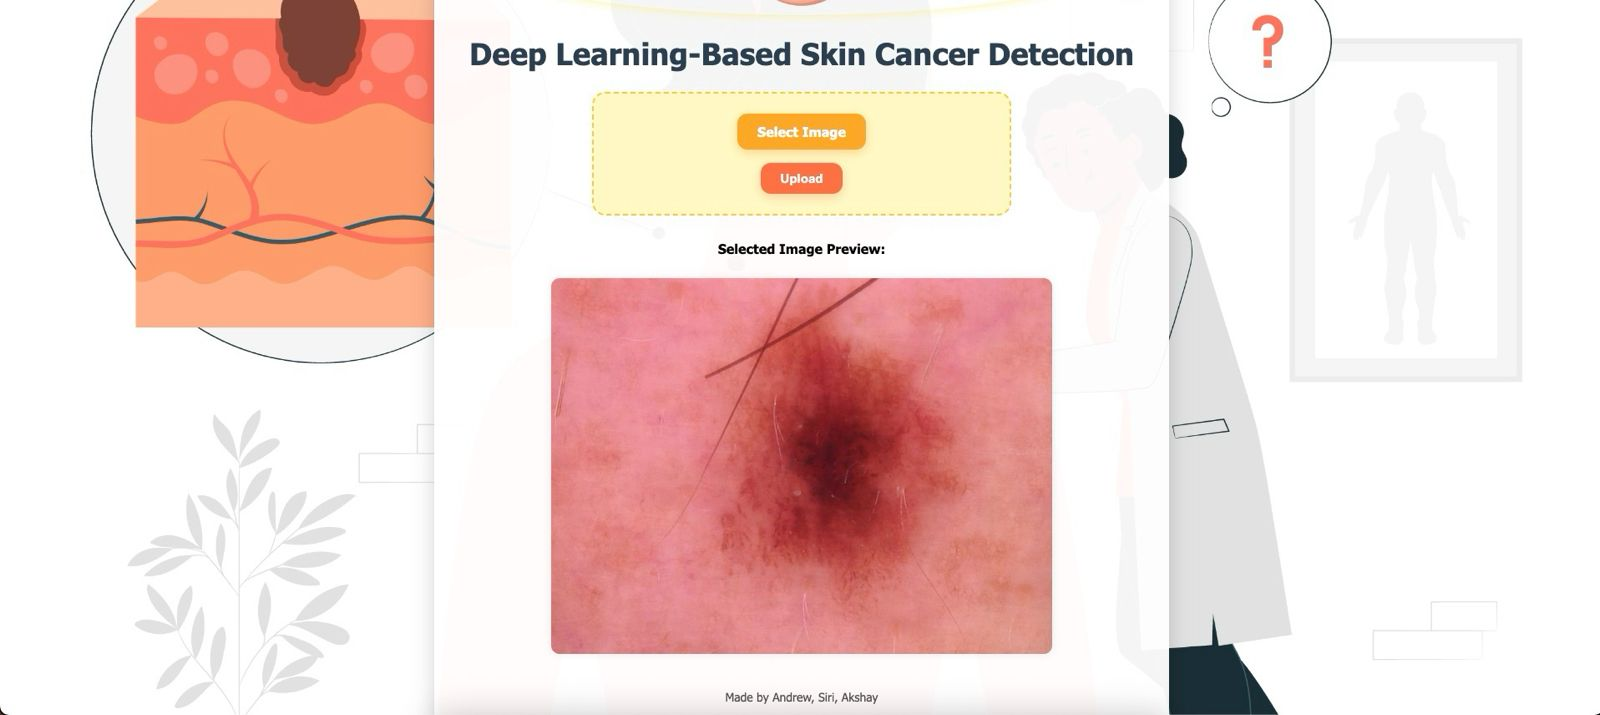 Deep Learning-Based Skin Cancer Detection
?
Select Image
Upload
Selected Image Preview:
Made by Andrew, Siri, Akshay